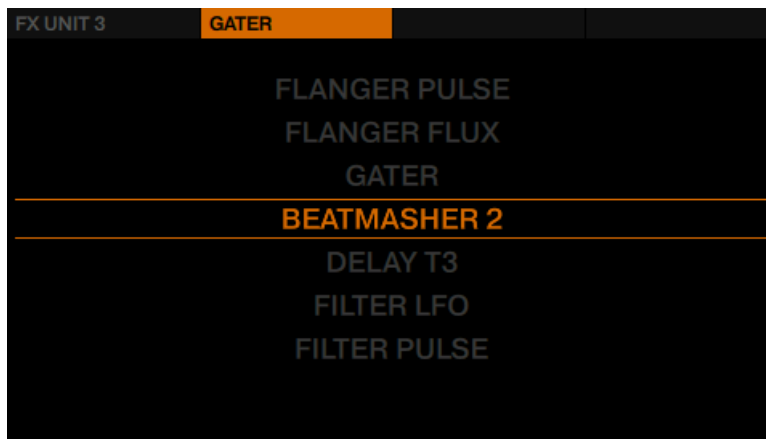 FX UNIT 3 GATER
FLANGER PULSE
FLANGER FLUX
GATER
BEATMASHER 2
DELAY T3
FILTER LFO
FILTER PULSE